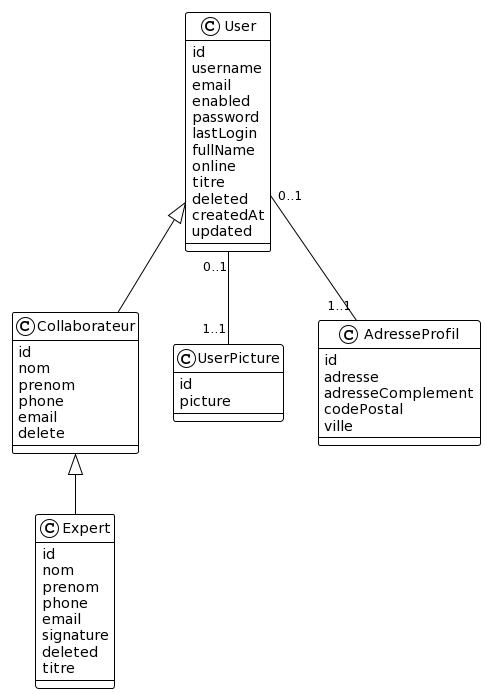 C User
id
username
email
enabled
password
lastLogin
fullName
online
titre
deleted
createdAt
updated
0..1
0..1
1..1
1..1
C Collaborateur
id
nom
prenom
phone
email
delete
C UserPicture
id
picture
C AdresseProfil
id
adresse
adresseComplement
codePostal
ville
C Expert
id
nom
prenom
phone
email
signature
deleted
titre